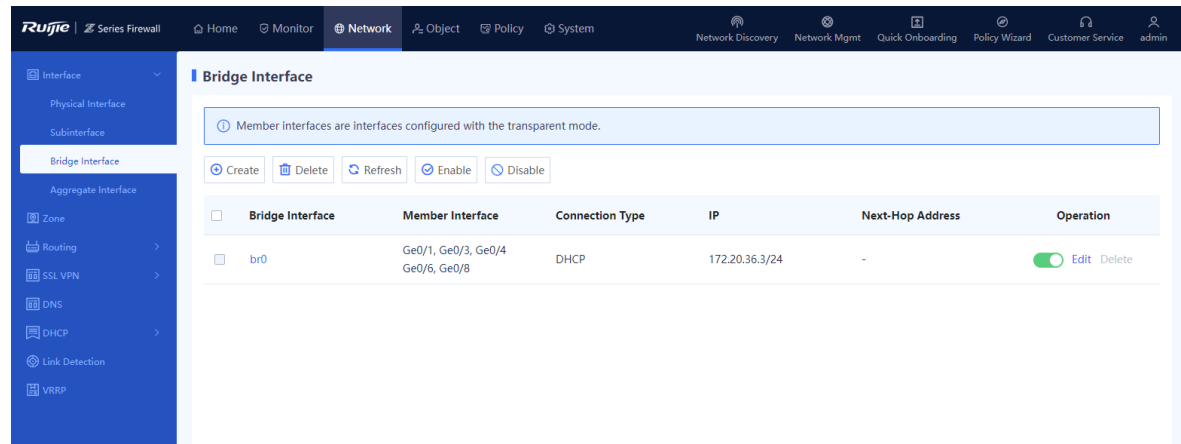 Ruijie | Z Series Firewall
Home Monitor Network Object Policy System
Network Discovery Network Mgmt Quick Onboarding Policy Wizard Customer Service admin
Interface
Physical Interface
Subinterface
Bridge Interface
Aggregate Interface
Zone
Routing
SSL VPN
DNS
DHCP
Link Detection
VRRP
Bridge Interface
Member interfaces are interfaces configured with the transparent mode.
Create Delete Refresh Enable Disable
Bridge Interface Member Interface Connection Type IP Next-Hop Address Operation
br0 Ge0/1, Ge0/3, Ge0/4 DHCP 172.20.36.3/24 - Edit Delete
Ge0/6, Ge0/8